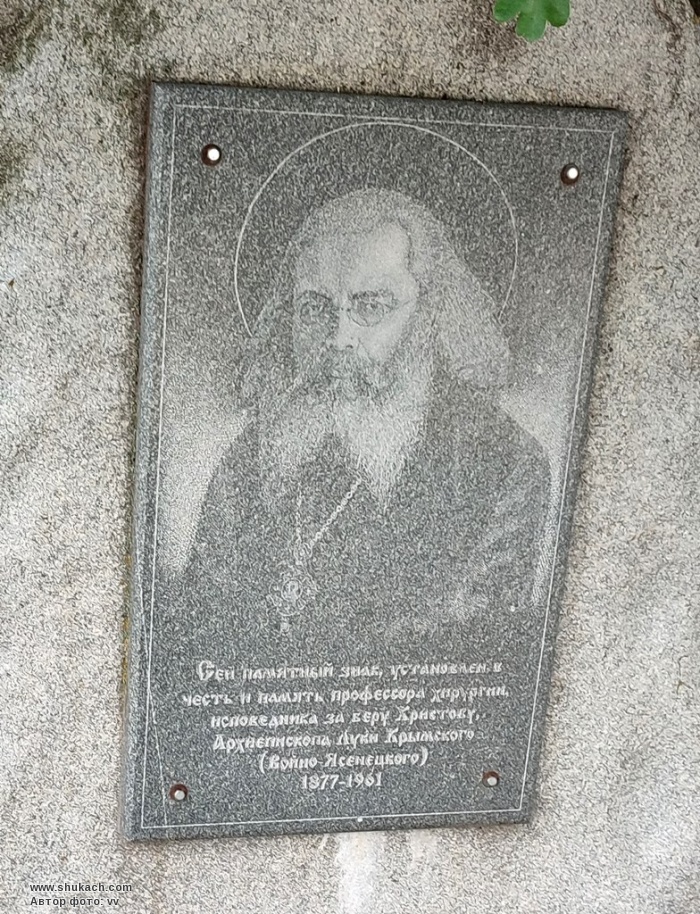 Сей памятный знак, установлен в
честь и память профессора хирургии,
исповедника за веру Христову,
Архиепископа Луки Крымского
(Войно-Ясенецкого)
1877-1961
www.shukach.com
Автор фото: vv